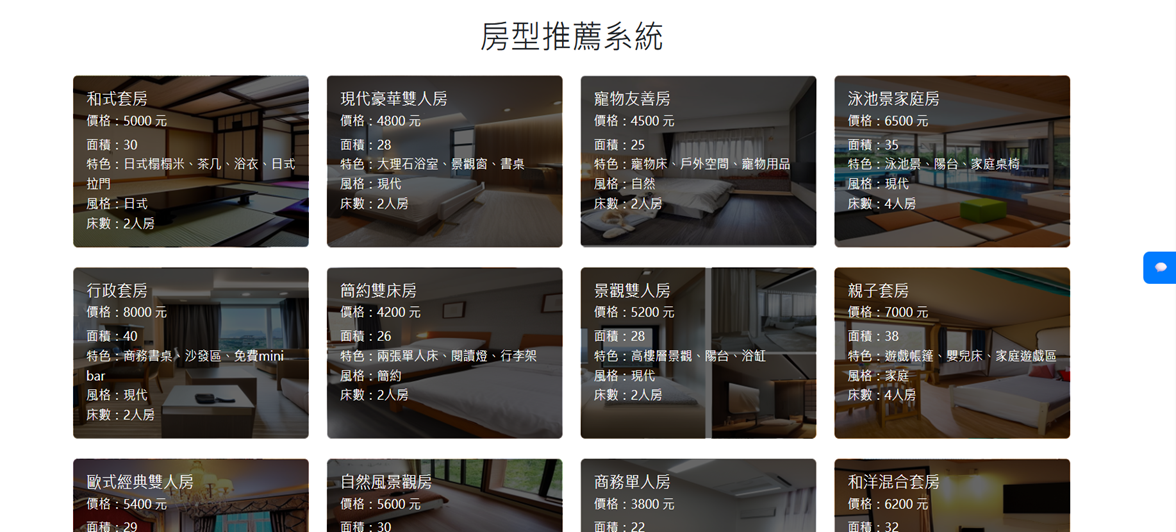 房型推薦系統
和式套房
價格：5000 元
面積：30
特色：日式榻榻米、茶几、浴衣、日式
拉門
風格：日式
床數：2人房
現代豪華雙人房
價格：4800 元
面積：28
特色：大理石浴室、景觀窗、書桌
風格：現代
床數：2人房
寵物友善房
價格：4500 元
面積：25
特色：寵物床、戶外空間、寵物用品
風格：自然
床數：2人房
泳池景家庭房
價格：6500 元
面積：35
特色：泳池景、陽台、家庭桌椅
風格：現代
床數：4人房
行政套房
價格：8000 元
面積：40
特色：商務書桌、沙發區、免費mini
bar
風格：現代
床數：2人房
簡約雙床房
價格：4200 元
面積：26
特色：兩張單人床、閱讀燈、行李架
風格：簡約
床數：2人房
景觀雙人房
價格：5200 元
面積：28
特色：高樓層景觀、陽台、浴缸
風格：現代
床數：2人房
親子套房
價格：7000 元
面積：38
特色：遊戲帳篷、嬰兒床、家庭遊戲區
風格：家庭
床數：4人房
歐式經典雙人房
價格：5400 元
面積：29
自然風景觀房
價格：5600 元
面積：30
商務單人房
價格：3800 元
面積：22
和洋混合套房
價格：6200 元
面積：32